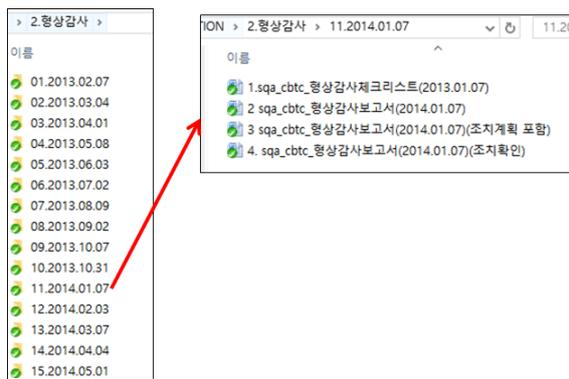 > 2.형상감사 >
이름
01.2013.02.07
02.2013.03.04
03.2013.04.01
04.2013.05.08
05.2013.06.03
06.2013.07.02
07.2013.08.09
08.2013.09.02
09.2013.10.07
10.2013.10.31
11.2014.01.07
12.2014.02.03
13.2014.03.07
14.2014.04.04
15.2014.05.01
TION > 2.형상감사 > 11.2014.01.07
11.20
이름
1.sqa_cbtc_형상감사체크리스트(2013.01.07)
2 sqa_cbtc_형상감사보고서(2014.01.07)
3 sqa_cbtc_형상감사보고서(2014.01.07)(조치계획 포함)
4. sqa_cbtc_형상감사보고서(2014.01.07)(조치확인)